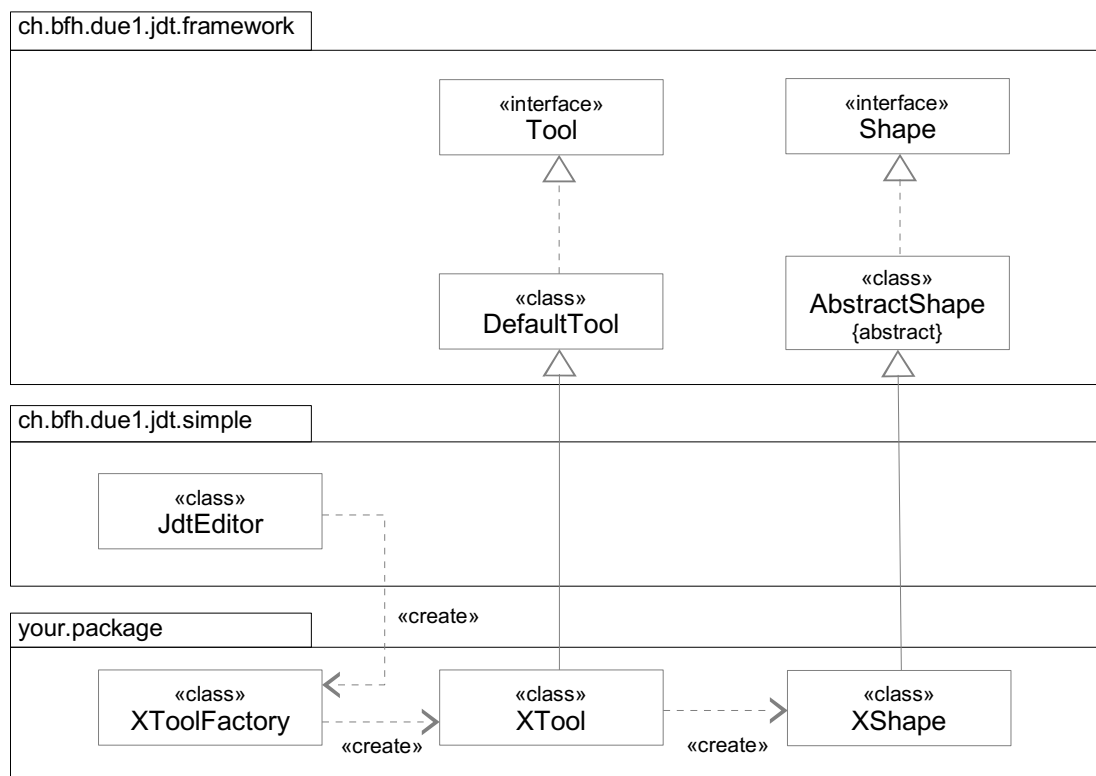 ch.bfh.due1.jdt.framework
«interface»
Tool
«interface»
Shape
«class»
DefaultTool
«class»
AbstractShape
{abstract}
ch.bfh.due1.jdt.simple
«class»
JdtEditor
«create»
your.package
«class»
XToolFactory
«create»
«class»
XTool
«create»
«class»
XShape